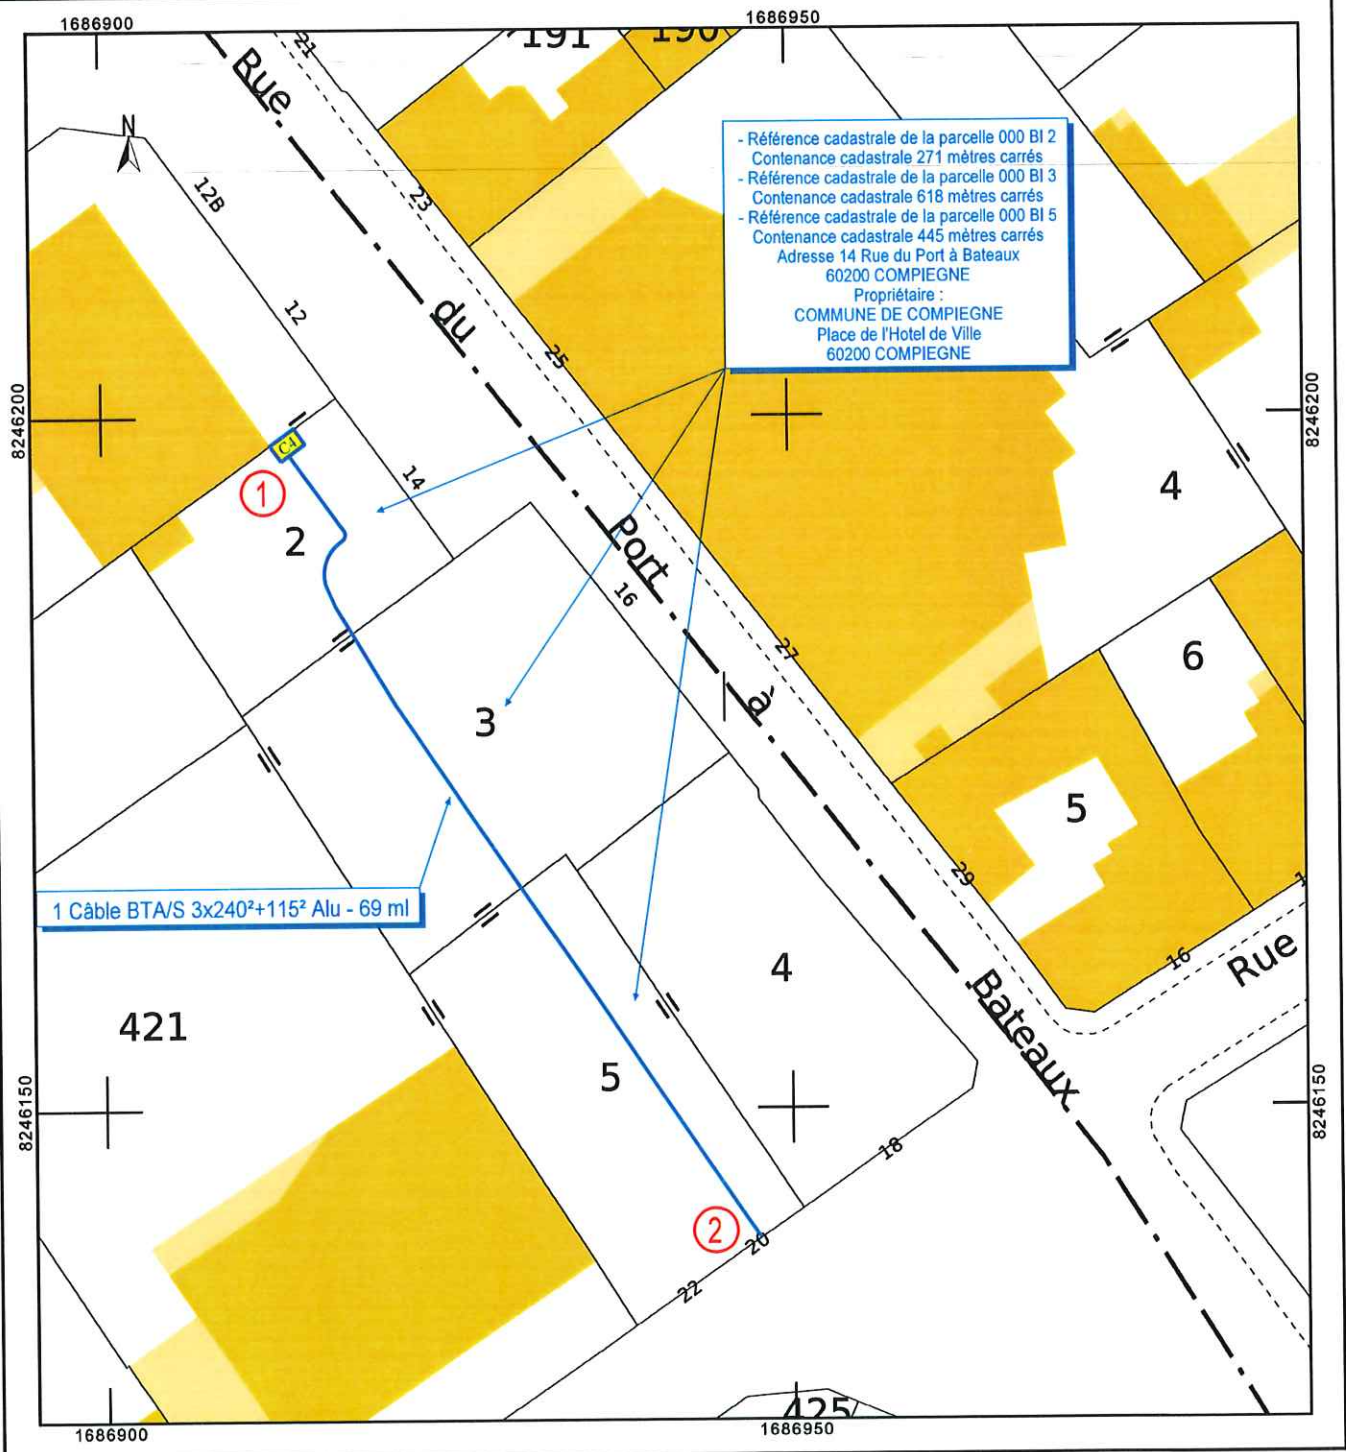 1686900
1686950
191
190
21
Rue
N
- Référence cadastrale de la parcelle 000 BI 2
Contenance cadastrale 271 mètres carrés
- Référence cadastrale de la parcelle 000 BI 3
Contenance cadastrale 618 mètres carrés
- Référence cadastrale de la parcelle 000 BI 5
Contenance cadastrale 445 mètres carrés
Adresse 14 Rue du Port à Bateaux
60200 COMPIEGNE
Propriétaire :
COMMUNE DE COMPIEGNE
Place de l'Hotel de Ville
60200 COMPIEGNE
12B
23
12
du
25
8246200
8246200
C4
1
14
4
2
Port
16
27
6
3
à
5
29
1 Câble BTA/S 3x240²+115² Alu - 69 ml
16
Rue
4
421
Bateaux
5
8246150
8246150
18
2
20
22
425
1686900
1686950